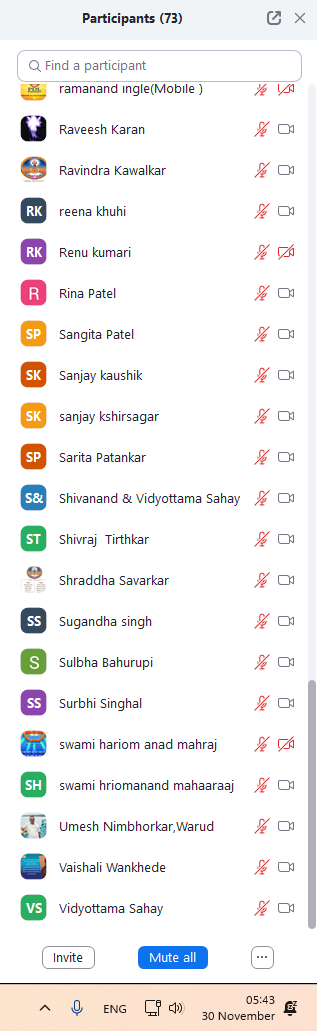 Participants (73)
Find a participant
ramanand ingle(Mobile )
Raveesh Karan
Ravindra Kawalkar
RK reena khuhi
RK Renu kumari
R Rina Patel
SP Sangita Patel
SK Sanjay kaushik
SK sanjay kshirsagar
SP Sarita Patankar
S& Shivanand & Vidyottama Sahay
ST Shivraj  Tirthkar
Shraddha Savarkar
SS Sugandha singh
S Sulbha Bahurupi
SS Surbhi Singhal
swami hariom anad mahraj
SH swami hriomanand mahaaraaj
Umesh Nimbhorkar,Warud
Vaishali Wankhede
VS Vidyottama Sahay
Invite Mute all ...
ENG 05:43
30 November